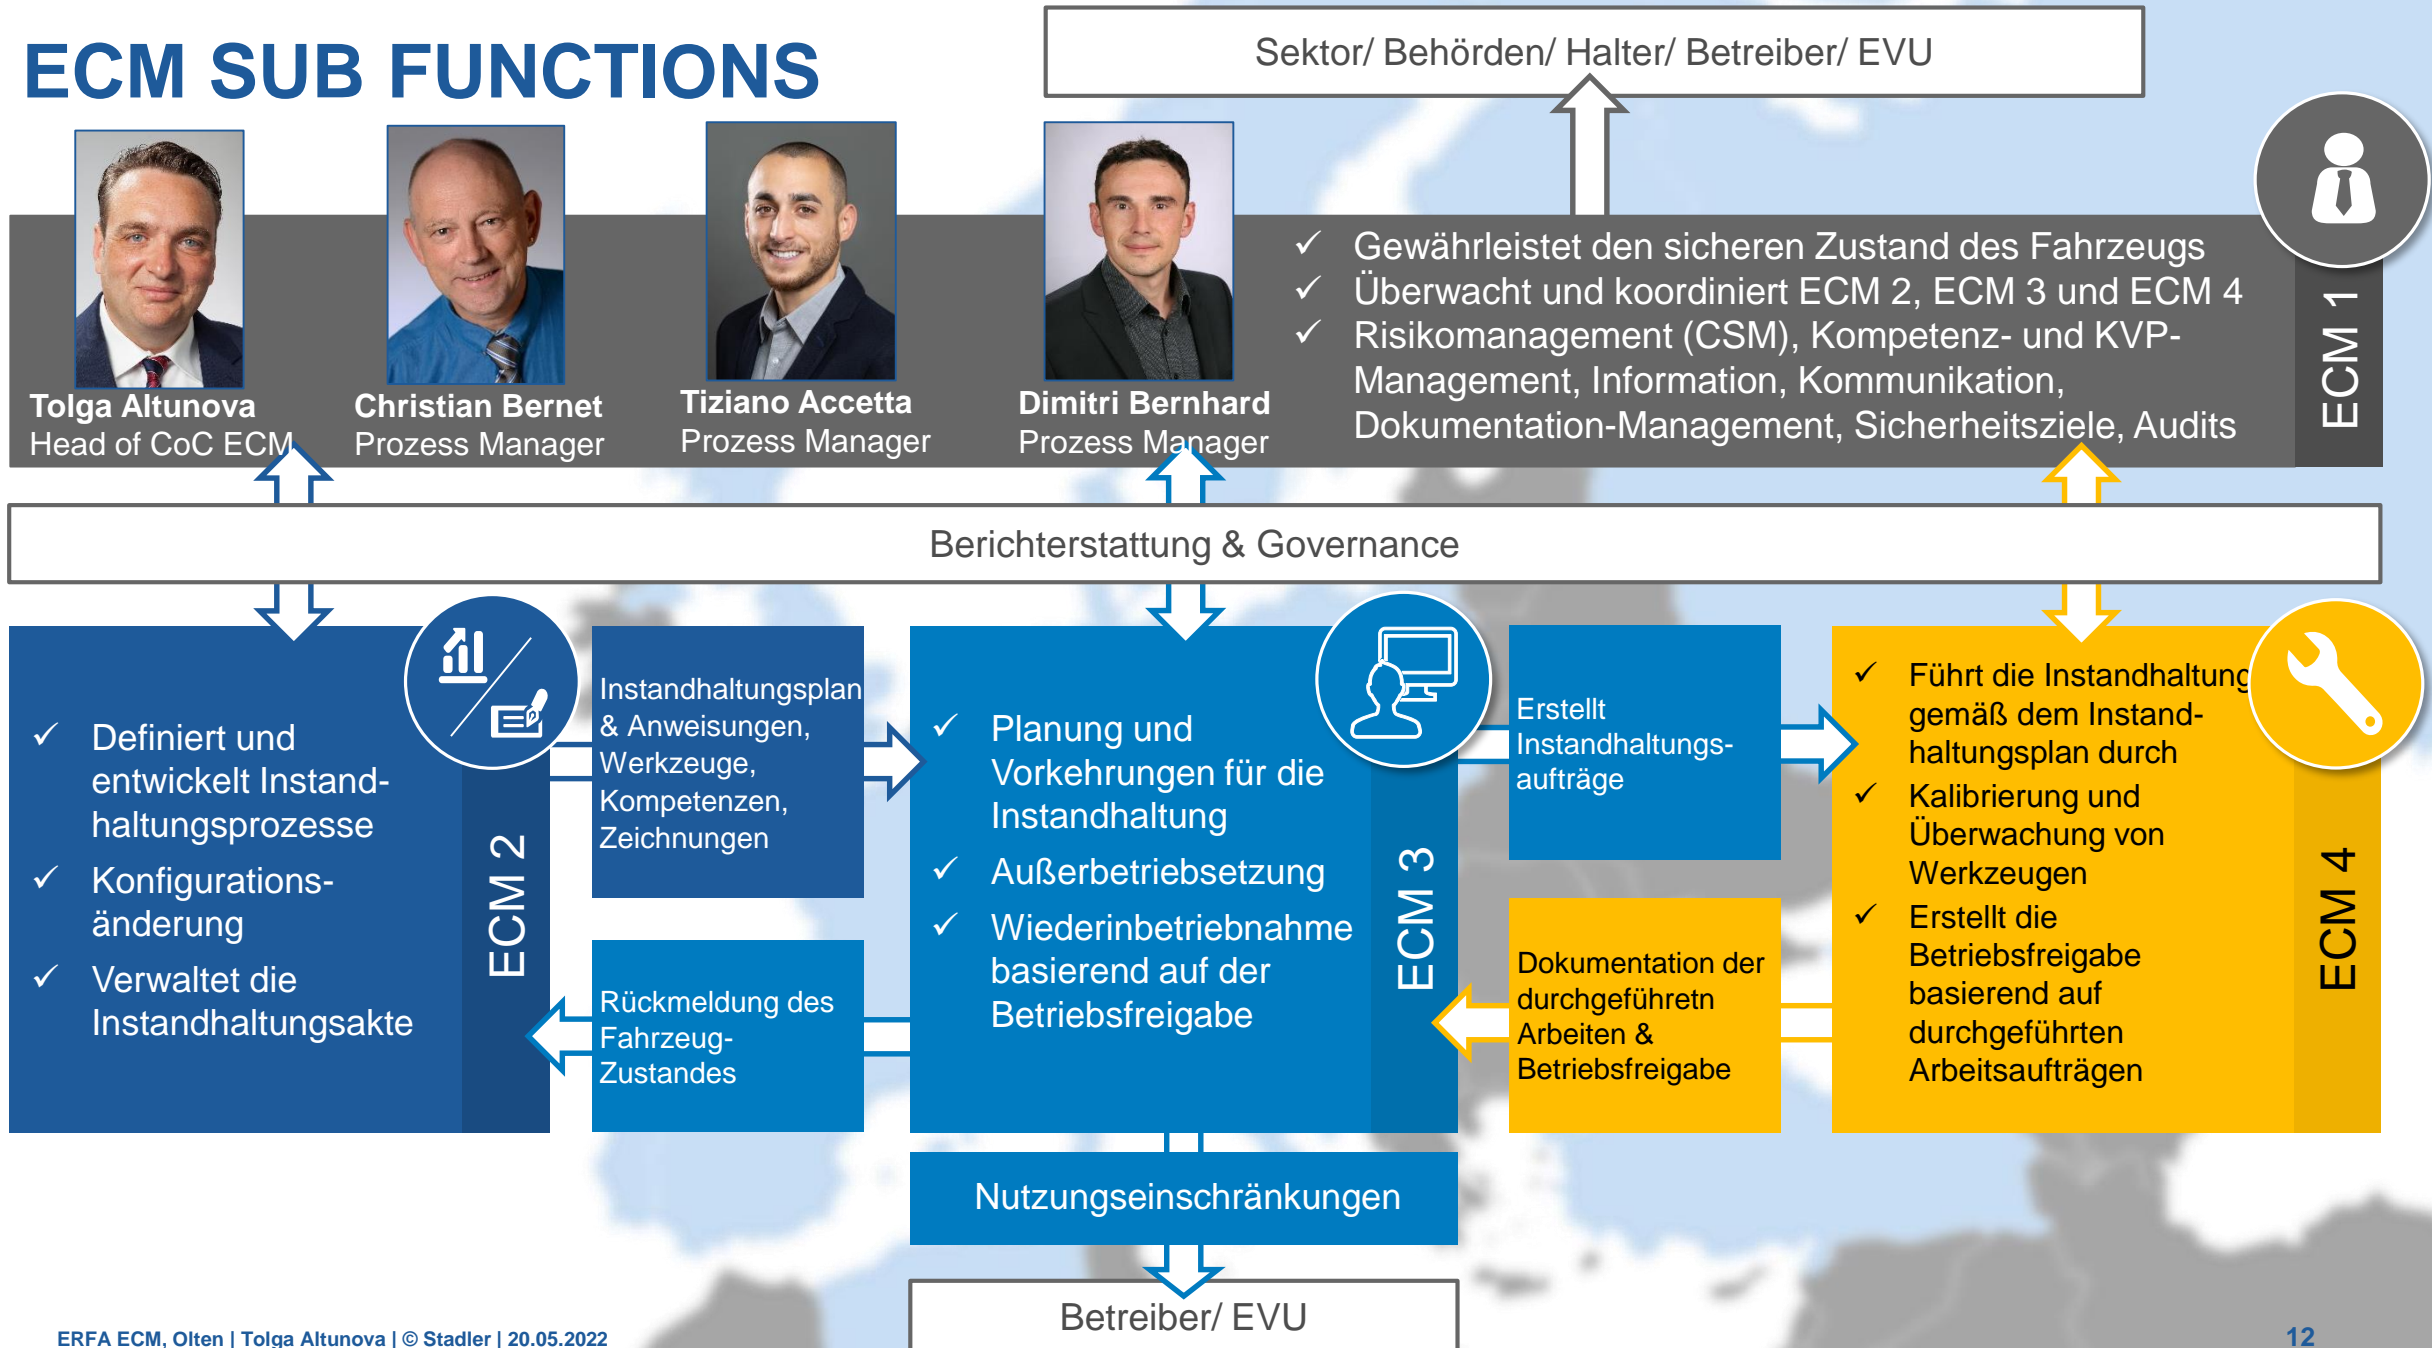 ECM SUB FUNCTIONS
Sektor/ Behörden/ Halter/ Betreiber/ EVU
Tolga Altunova
Head of CoC ECM
Christian Bernet
Prozess Manager
Tiziano Accetta
Prozess Manager
Dimitri Bernhard
Prozess Manager
✓ Gewährleistet den sicheren Zustand des Fahrzeugs
✓ Überwacht und koordiniert ECM 2, ECM 3 und ECM 4
✓ Risikomanagement (CSM), Kompetenz- und KVP-
Management, Information, Kommunikation,
Dokumentation-Management, Sicherheitsziele, Audits
ECM 1
Berichterstattung & Governance
✓ Definiert und
entwickelt Instand-
haltungsprozesse
✓ Konfigurations-
änderung
✓ Verwaltet die
Instandhaltungsakte
ECM 2
Instandhaltungsplan
& Anweisungen,
Werkzeuge,
Kompetenzen,
Zeichnungen
Rückmeldung des
Fahrzeug-
Zustandes
✓ Planung und
Vorkehrungen für die
Instandhaltung
✓ Außerbetriebsetzung
✓ Wiederinbetriebnahme
basierend auf der
Betriebsfreigabe
ECM 3
Erstellt
Instandhaltungs-
aufträge
Dokumentation der
durchgeführetn
Arbeiten &
Betriebsfreigabe
✓ Führt die Instandhaltung
gemäß dem Instand-
haltungsplan durch
✓ Kalibrierung und
Überwachung von
Werkzeugen
✓ Erstellt die
Betriebsfreigabe
basierend auf
durchgeführten
Arbeitsaufträgen
ECM 4
Nutzungseinschränkungen
Betreiber/ EVU
ERFA ECM, Olten | Tolga Altunova | © Stadler | 20.05.2022
12